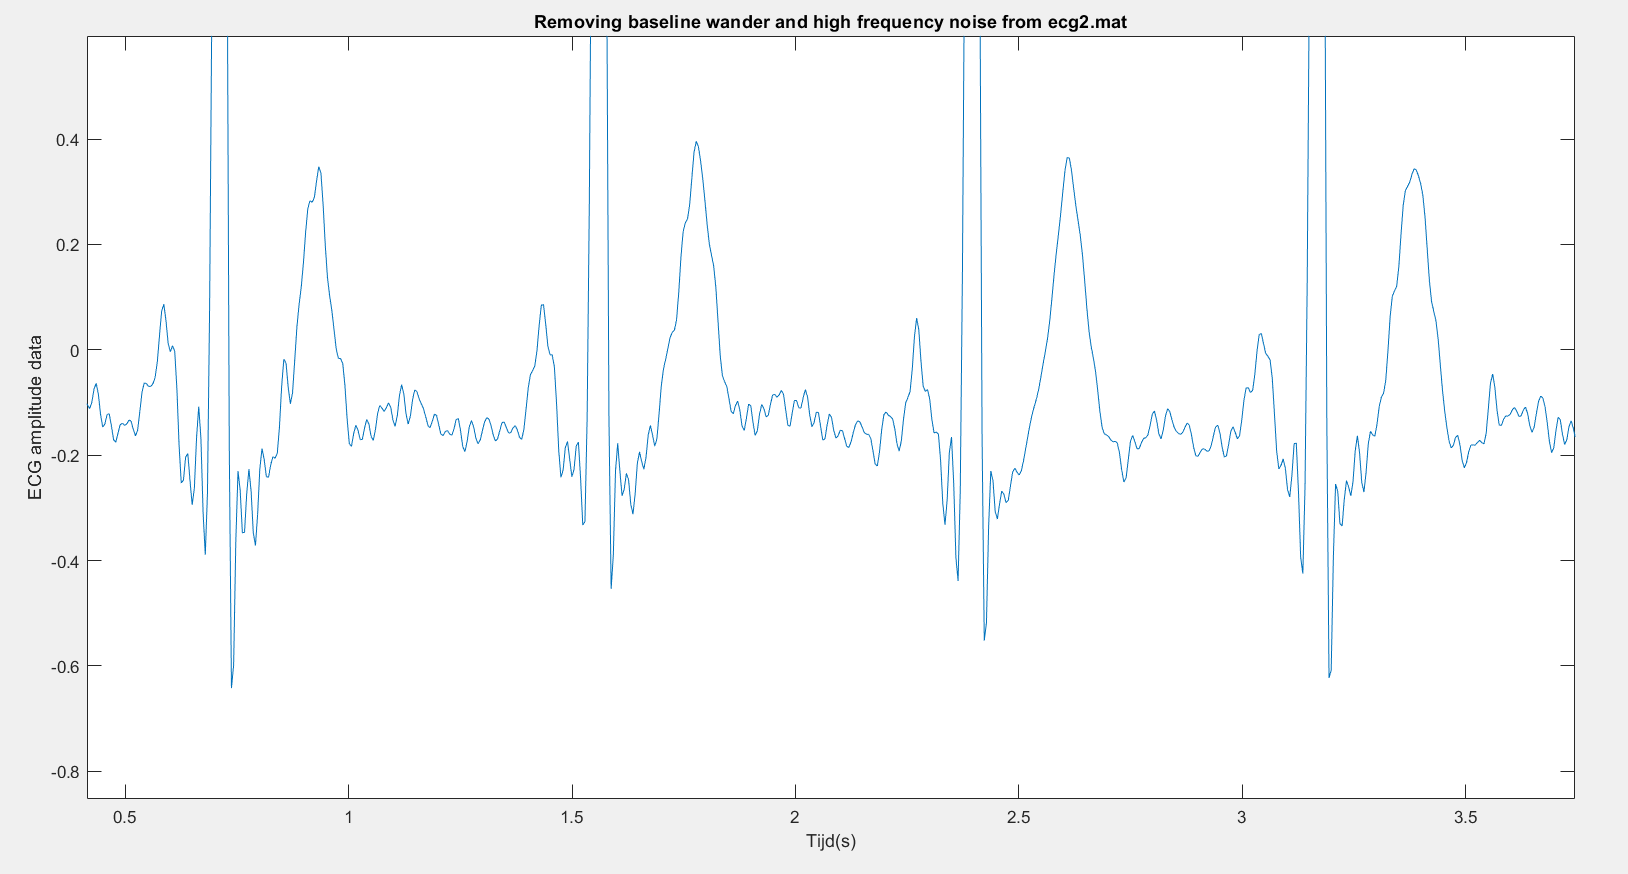 Removing baseline wander and high frequency noise from ecg2.mat
0.4
0.2
0
-0.2
-0.4
-0.6
-0.8
ECG amplitude data
0.5 1 1.5 2 2.5 3 3.5
Tijd(s)